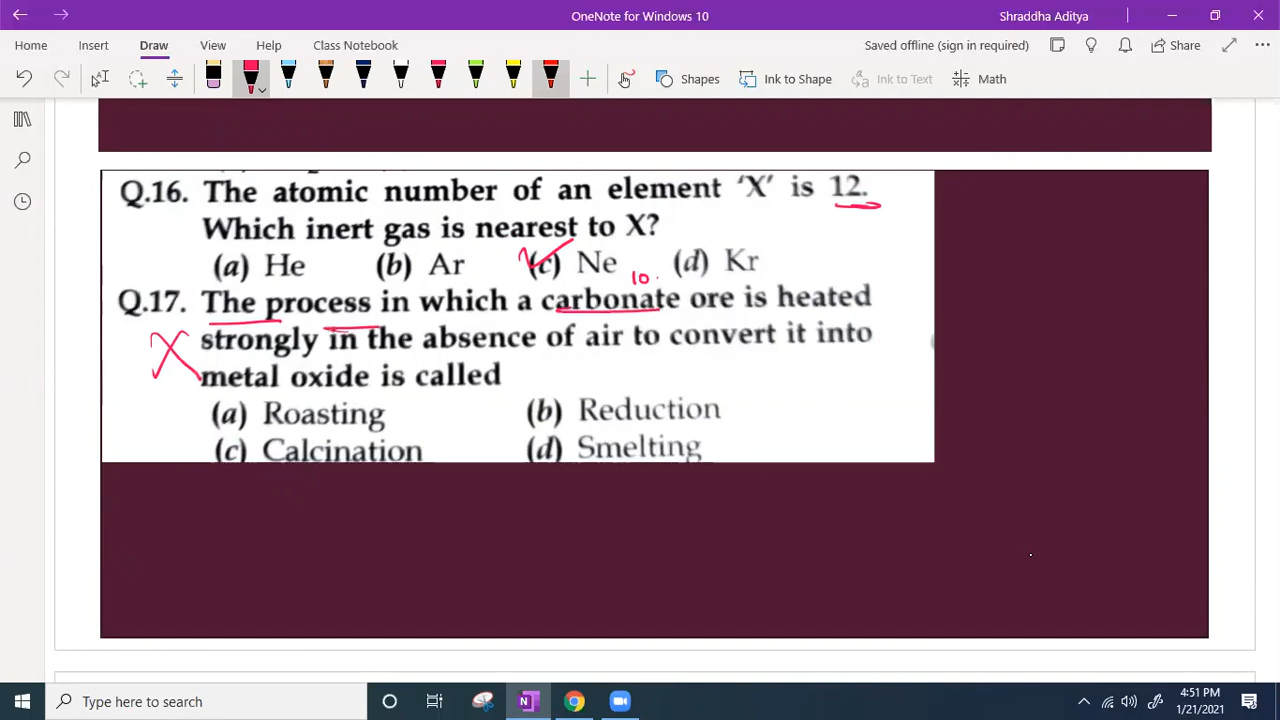 OneNote for Windows 10
Shraddha Aditya
Home Insert Draw View Help Class Notebook
Saved offline (sign in required)
Share
Shapes
Ink to Shape
Ink to Text
Math
Q.16. The atomic number of an element 'X' is 12.
Which inert gas is nearest to X?
(a) He (b) Ar (c) Ne (d) Kr
10.
Q.17. The process in which a carbonate ore is heated
strongly in the absence of air to convert it into
metal oxide is called
(a) Roasting (b) Reduction
(c) Calcination (d) Smelting
Type here to search
4:51 PM
1/21/2021